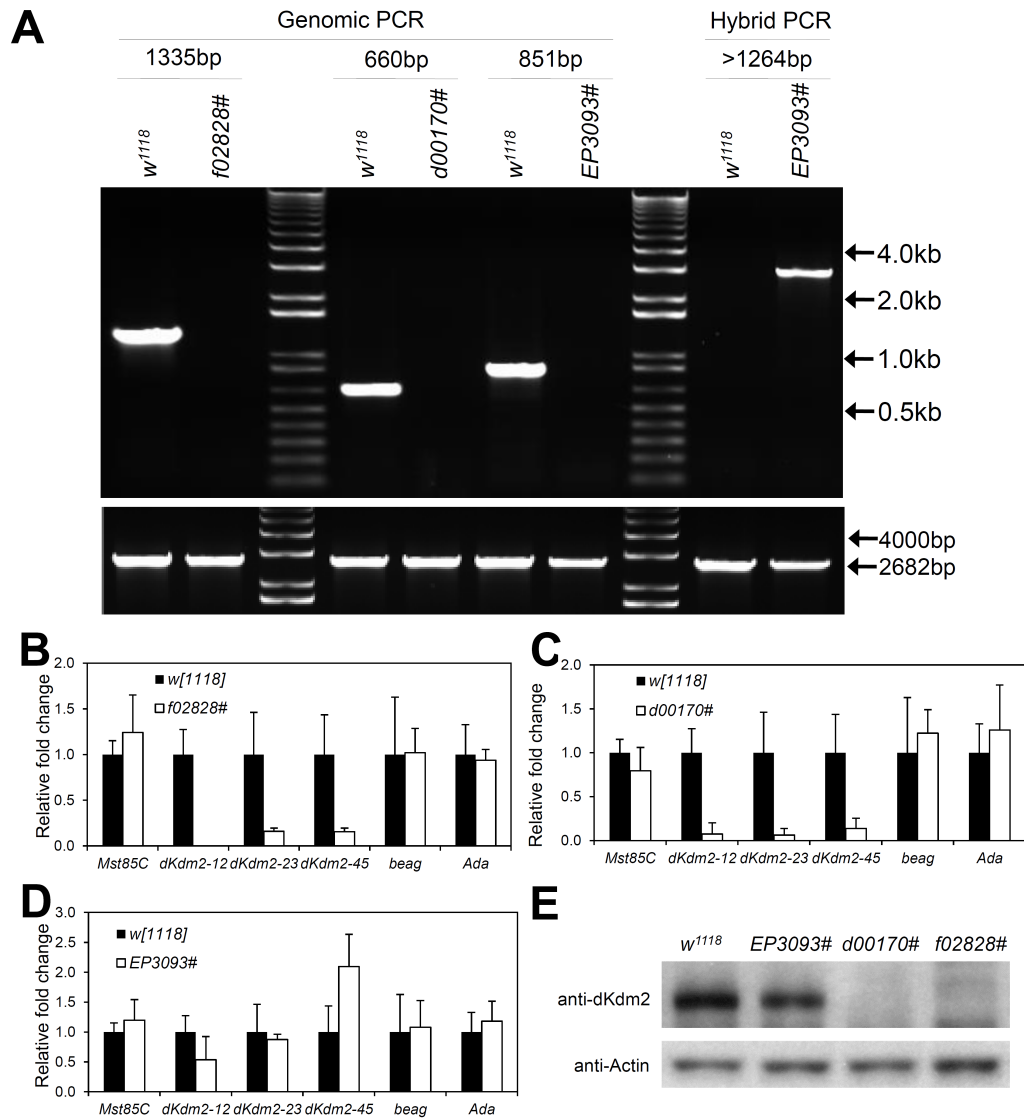 A
Genomic PCR
Hybrid PCR
1335bp
660bp
851bp
>1264bp
w1118
f02828#
w1118
d00170#
w1118
EP3093#
w1118
EP3093#
4.0kb
2.0kb
1.0kb
0.5kb
4000bp
2682bp
B
Relative fold change
2.0
1.5
1.0
0.5
0.0
w[1118]
f02828#
Mst85C dKdm2-12 dKdm2-23 dKdm2-45 beag Ada
C
Relative fold change
2.0
1.5
1.0
0.5
0.0
w[1118]
d00170#
Mst85C dKdm2-12 dKdm2-23 dKdm2-45 beag Ada
D
Relative fold change
3.0
2.5
2.0
1.5
1.0
0.5
0.0
w[1118]
EP3093#
Mst85C dKdm2-12 dKdm2-23 dKdm2-45 beag Ada
E
w1118 EP3093# d00170# f02828#
anti-dKdm2
anti-Actin